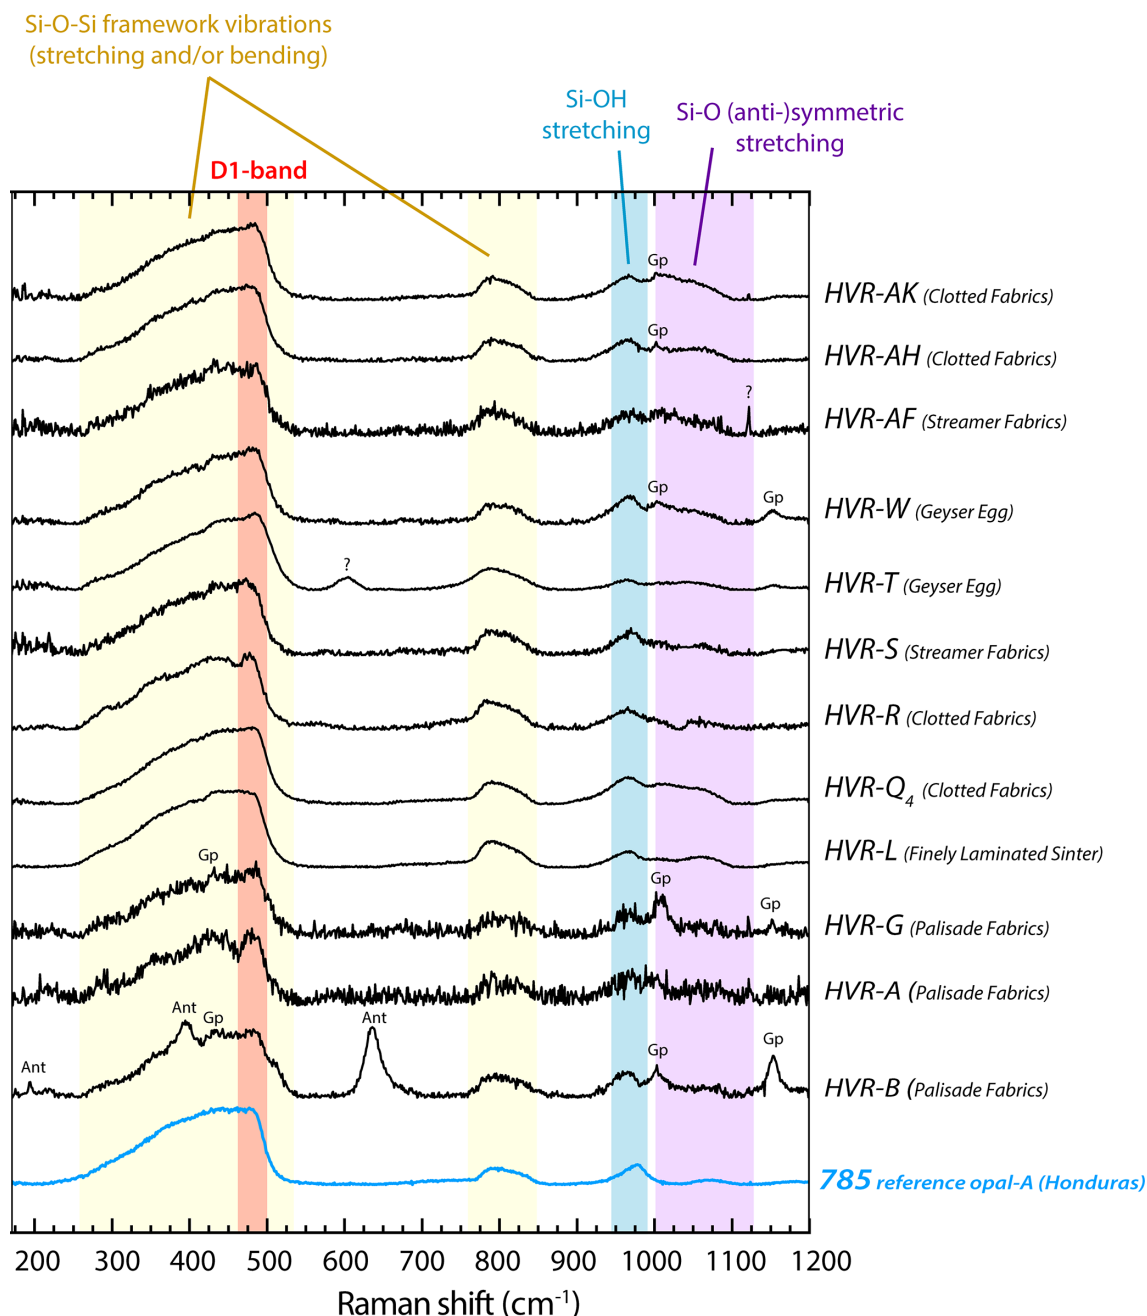 Si-O-Si framework vibrations
(stretching and/or bending)
Si-OH
stretching
Si-O (anti-)symmetric
stretching
D1-band
Gp
HVR-AK (Clotted Fabrics)
Gp
HVR-AH (Clotted Fabrics)
?
HVR-AF (Streamer Fabrics)
Gp
Gp
HVR-W (Geyser Egg)
?
HVR-T (Geyser Egg)
HVR-S (Streamer Fabrics)
HVR-R (Clotted Fabrics)
HVR-Q4 (Clotted Fabrics)
HVR-L (Finely Laminated Sinter)
Gp
Gp
Gp
HVR-G (Palisade Fabrics)
HVR-A (Palisade Fabrics)
Ant
Ant
Gp
Ant
Gp
Gp
HVR-B (Palisade Fabrics)
785 reference opal-A (Honduras)
200 300 400 500 600 700 800 900 1000 1100 1200
Raman shift (cm-1)